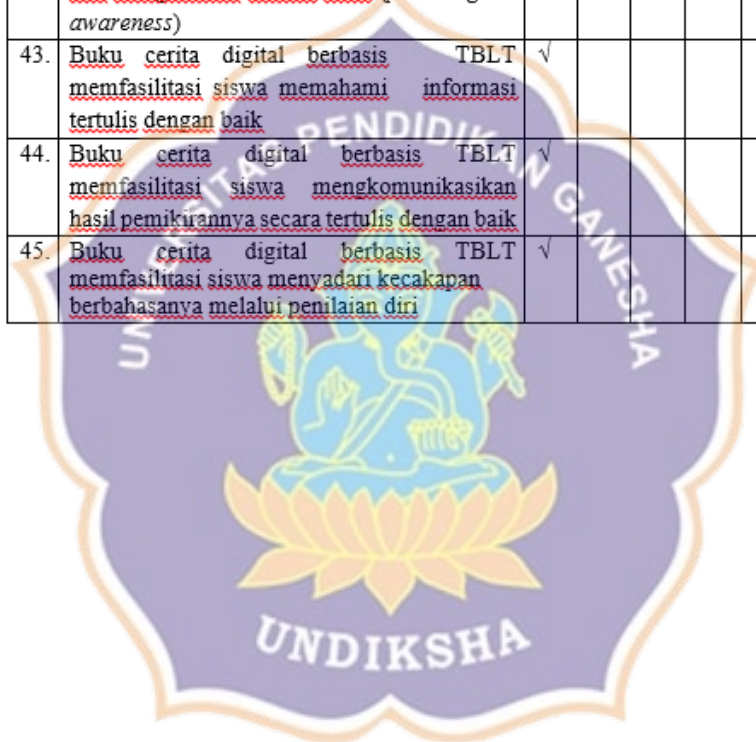 awareness)
43. Buku cerita digital berbasis TBLT √
memfasilitasi siswa memahami informasi
tertulis dengan baik
44. Buku cerita digital berbasis TBLT √
memfasilitasi siswa mengkomunikasikan
hasil pemikirannya secara tertulis dengan baik
45. Buku cerita digital berbasis TBLT √
memfasilitasi siswa menyadari kecakapan
berbahasanya melalui penilaian diri
UNIVERSITAS PENDIDIKAN GANESHA
UNDIKSHA